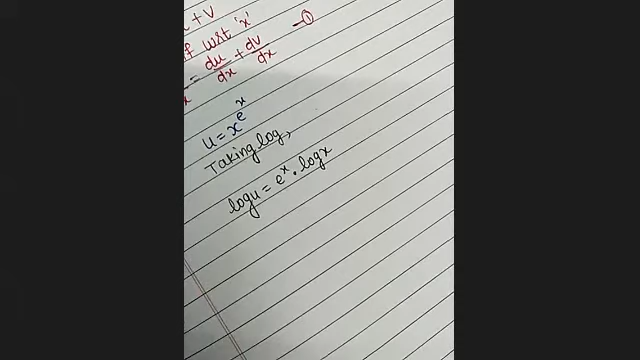 + V
wrt 'x'
= du/dx + dv/dx —①
u = x^e^x
Taking log,
log u = e^x . log x